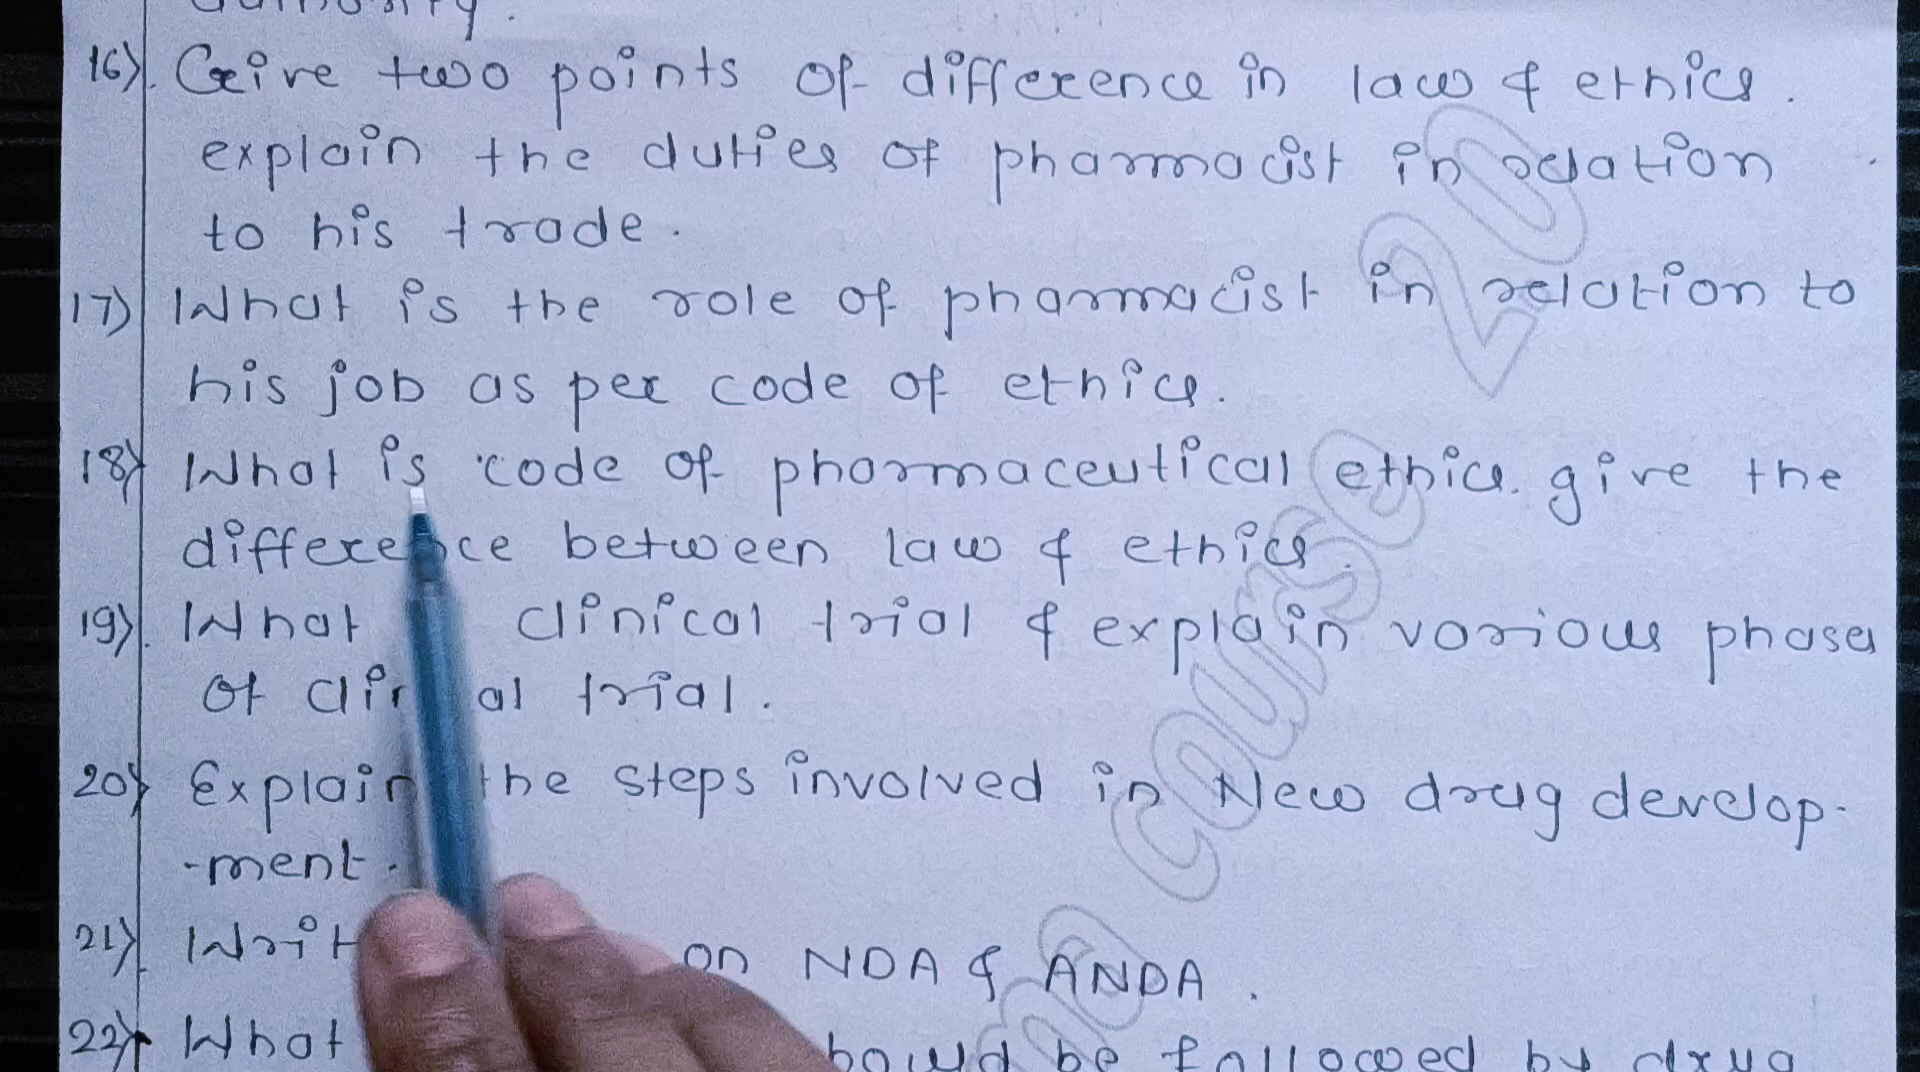 16). Give two points of difference in law & ethics.
explain the duties of pharmacist in relation
to his trade.
17) What is the role of pharmacist in relation to
his job as per code of ethics.
18) What is code of pharmaceutical ethics. give the
difference between law & ethics.
19). What clinical trial & explain various phases
of clinical trial.
20) Explain the steps involved in New drug develop-
-ment.
21). on NDA & ANDA.
22) What should be followed by drug